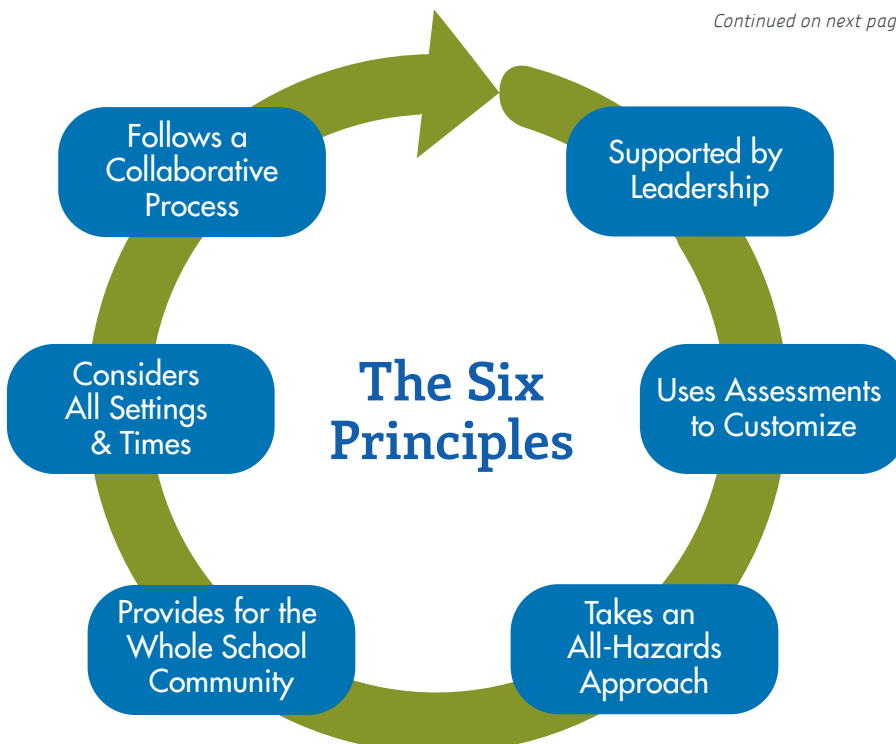 Continued on next pag
Supported by
Leadership
Uses Assessments
to Customize
Takes an
All-Hazards
Approach
Provides for the
Whole School
Community
Considers
All Settings
& Times
Follows a
Collaborative
Process
The Six
Principles